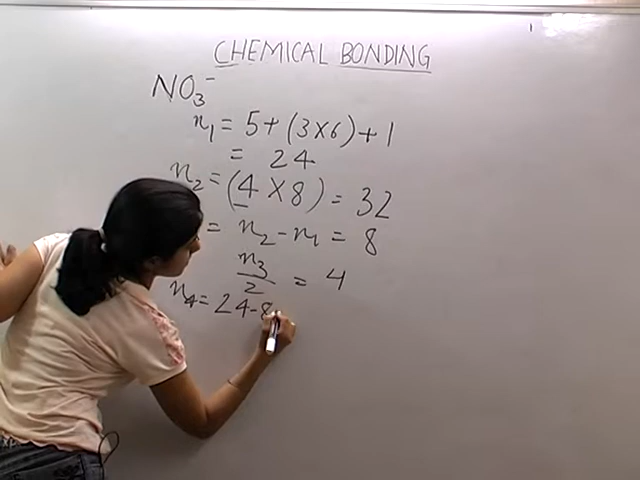 CHEMICAL BONDING
NO₃⁻
n₁ = 5 + (3 × 6) + 1
= 24
n₂ = (4 × 8) = 32
= n₂ - n₁ = 8
n₃/2 = 4
n₄ = 24 - 8